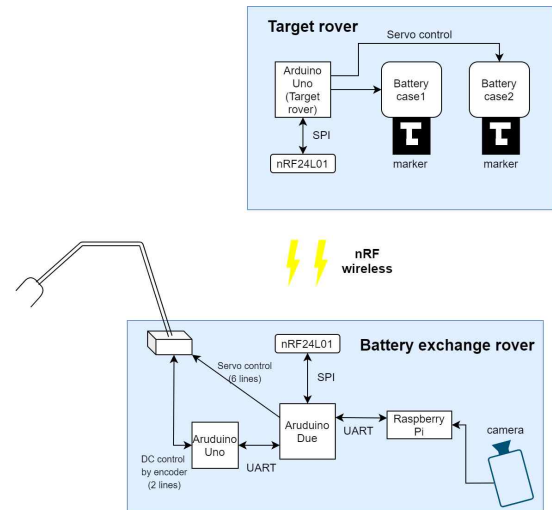 Target rover
Servo control
Arduino
Uno
(Target
rover)
Battery
case1
Battery
case2
SPI
nRF24L01
marker
marker
nRF
wireless
Battery exchange rover
nRF24L01
Servo control
(6 lines)
SPI
Aruduino
Uno
Aruduino
Due
Raspberry
Pi
camera
UART
UART
DC control
by encoder
(2 lines)